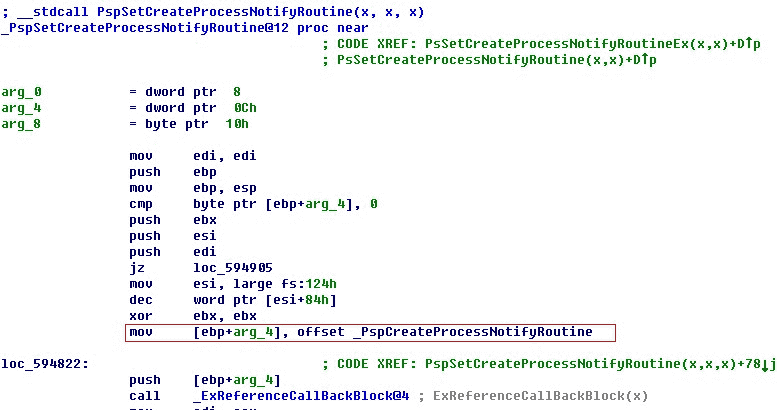 ; __stdcall PspSetCreateProcessNotifyRoutine(x, x, x)
_PspSetCreateProcessNotifyRoutine@12 proc near
; CODE XREF: PsSetCreateProcessNotifyRoutineEx(x,x)+D↑p
; PsSetCreateProcessNotifyRoutine(x,x)+D↑p
arg_0 = dword ptr 8
arg_4 = dword ptr 0Ch
arg_8 = byte ptr 10h
mov edi, edi
push ebp
mov ebp, esp
cmp byte ptr [ebp+arg_4], 0
push ebx
push esi
push edi
jz loc_594905
mov esi, large fs:124h
dec word ptr [esi+84h]
xor ebx, ebx
mov [ebp+arg_4], offset _PspCreateProcessNotifyRoutine
loc_594822: ; CODE XREF: PspSetCreateProcessNotifyRoutine(x,x,x)+78↓j
push [ebp+arg_4]
call _ExReferenceCallBackBlock@4 ; ExReferenceCallBackBlock(x)